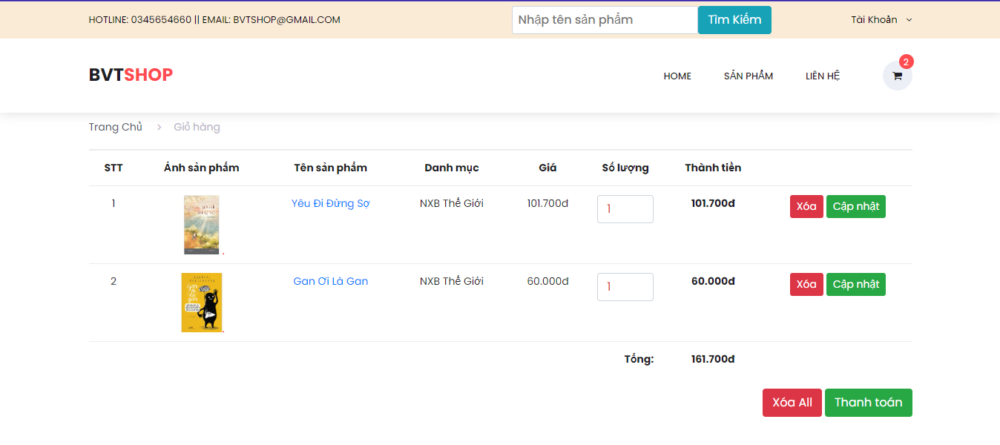 HOTLINE: 0345654660 || EMAIL: BVTSHOP@GMAIL.COM Nhập tên sản phẩm Tìm Kiếm Tài Khoản
BVTSHOP HOME SẢN PHẨM LIÊN HỆ 2
Trang Chủ > Giỏ hàng
STT Ảnh sản phẩm Tên sản phẩm Danh mục Giá Số lượng Thành tiền
1 Yêu Đi Đừng Sợ NXB Thế Giới 101.700đ 1 101.700đ Xóa Cập nhật
2 Gan Ơi Là Gan NXB Thế Giới 60.000đ 1 60.000đ Xóa Cập nhật
Tổng: 161.700đ
Xóa All Thanh toán